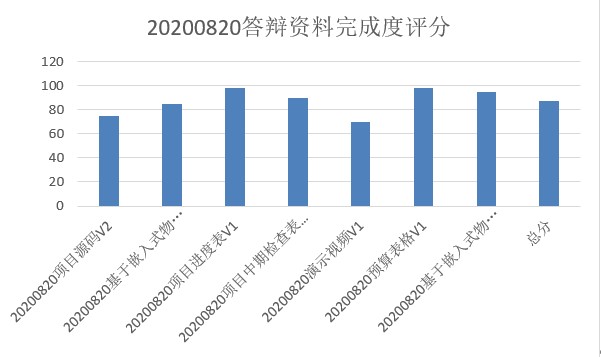 20200820答辩资料完成度评分
120
100
80
60
40
20
0
20200820项目源码V2
20200820基于嵌入式物…
20200820项目进度表V1
20200820项目中期检查表…
20200820演示视频V1
20200820预算表格V1
20200820基于嵌入式物…
总分